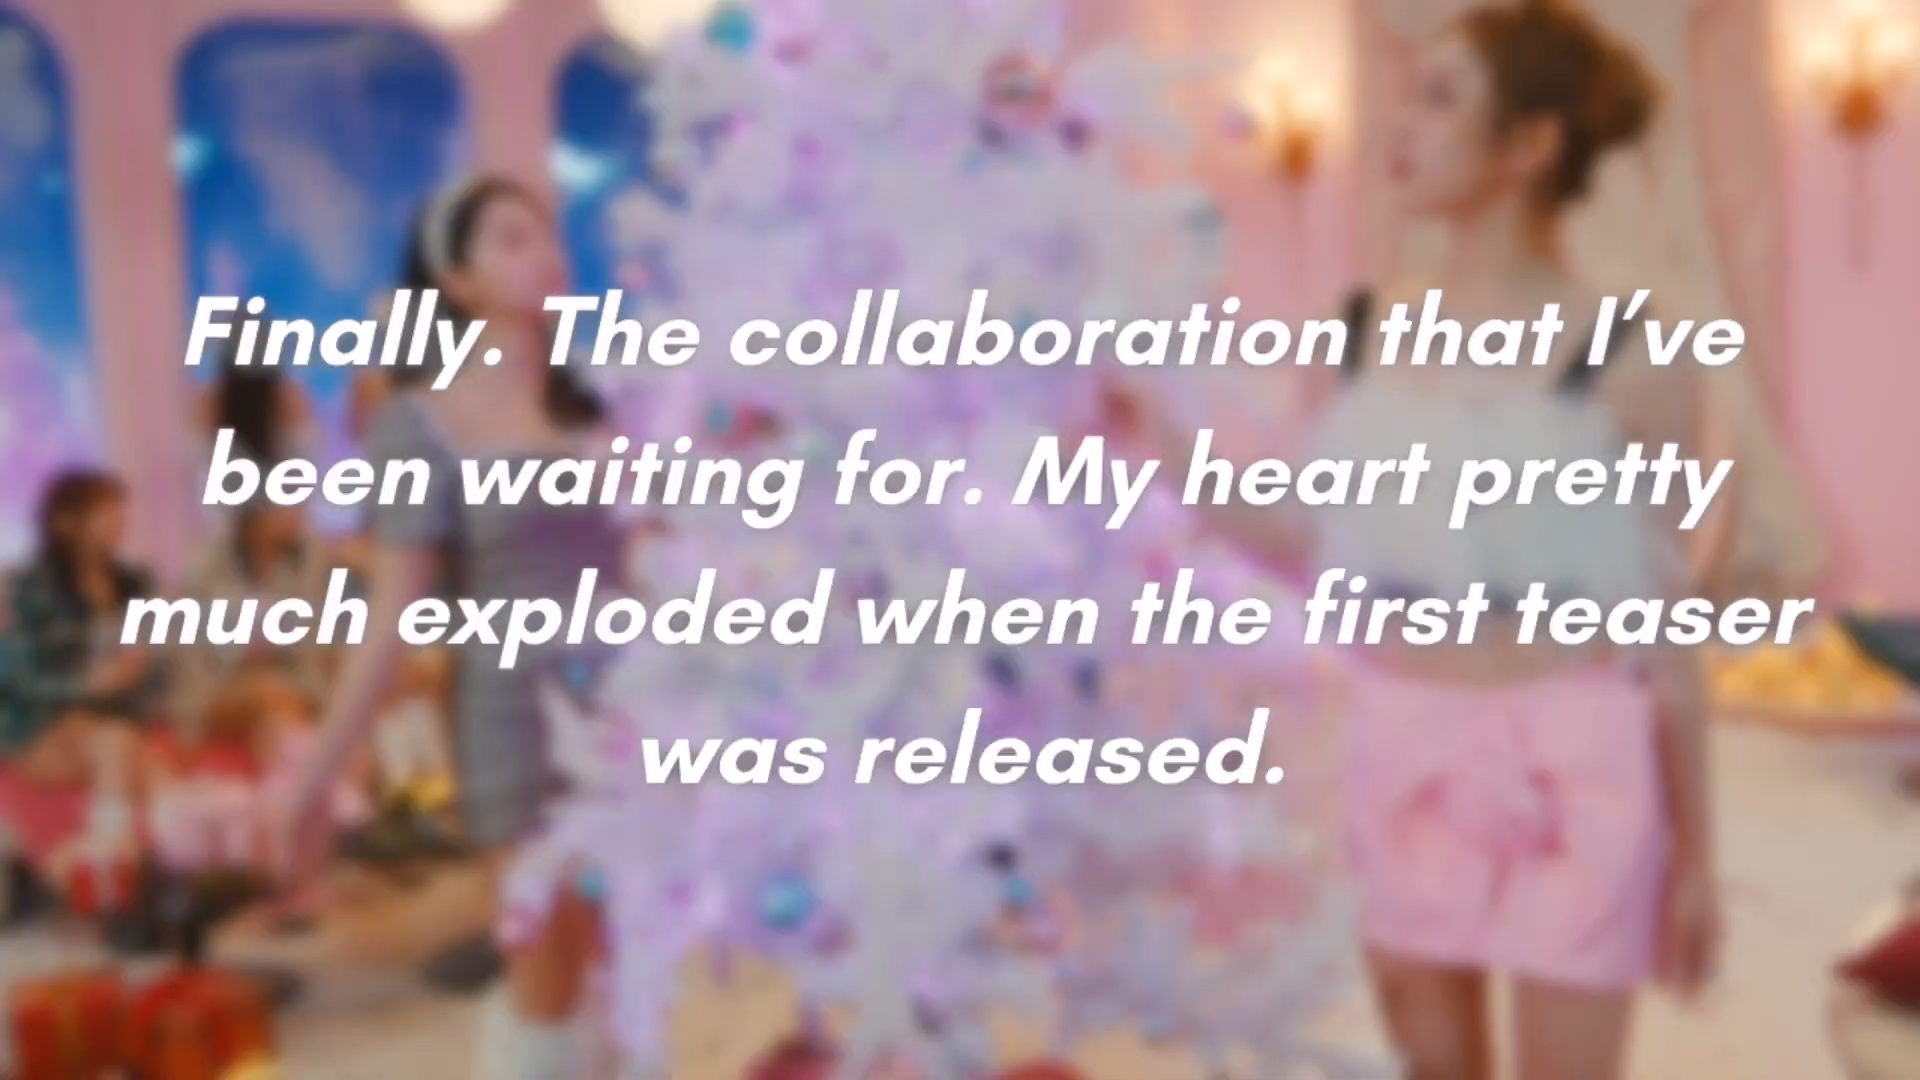 Finally. The collaboration that I’ve
been waiting for. My heart pretty
much exploded when the first teaser
was released.